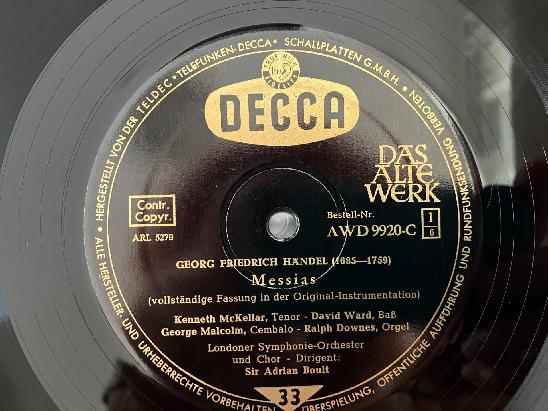 HERGESTELLT VON DER TELDEC • »TELEFUNKEN-DECCA« SCHALLPLATTEN G.M.B.H.
• ALLE HERSTELLER- UND URHEBERRECHTE VORBEHALTEN
ÜBERSPIELUNG, ÖFFENTLICHE AUFFÜHRUNG UND RUNDFUNKSENDUNG VERBOTEN
DECCA
DAS
ALTE
WERK
Contr.
Copyr.
ARL 5279
Bestell-Nr.
AWD 9920-C
1
6
GEORG FRIEDRICH HÄNDEL (1685—1759)
Messias
(vollständige Fassung in der Original-Instrumentation)
Kenneth McKellar, Tenor - David Ward, Baß
George Malcolm, Cembalo - Ralph Downes, Orgel
Londoner Symphonie-Orchester
und Chor - Dirigent:
Sir Adrian Boult
33